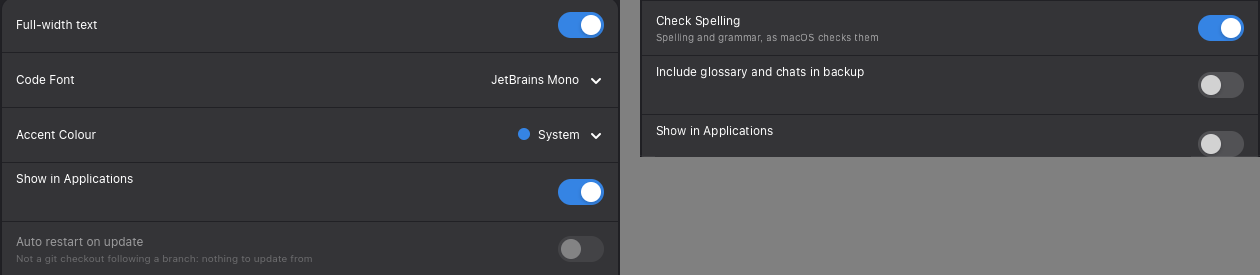 Full-width text
Code Font
JetBrains Mono
Accent Colour
System
Show in Applications
Auto restart on update
Not a git checkout following a branch: nothing to update from
Check Spelling
Spelling and grammar, as macOS checks them
Include glossary and chats in backup
Show in Applications